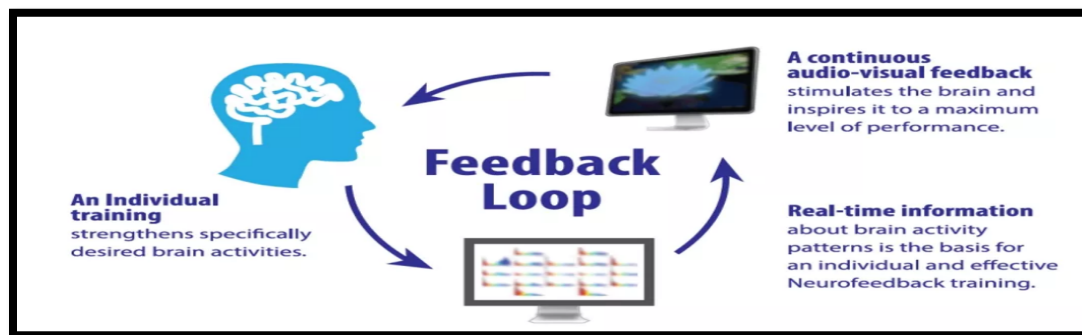 A continuous
audio-visual feedback
stimulates the brain and
inspires it to a maximum
level of performance.
Feedback
Loop
An Individual
training
strengthens specifically
desired brain activities.
Real-time information
about brain activity
patterns is the basis for
an individual and effective
Neurofeedback training.